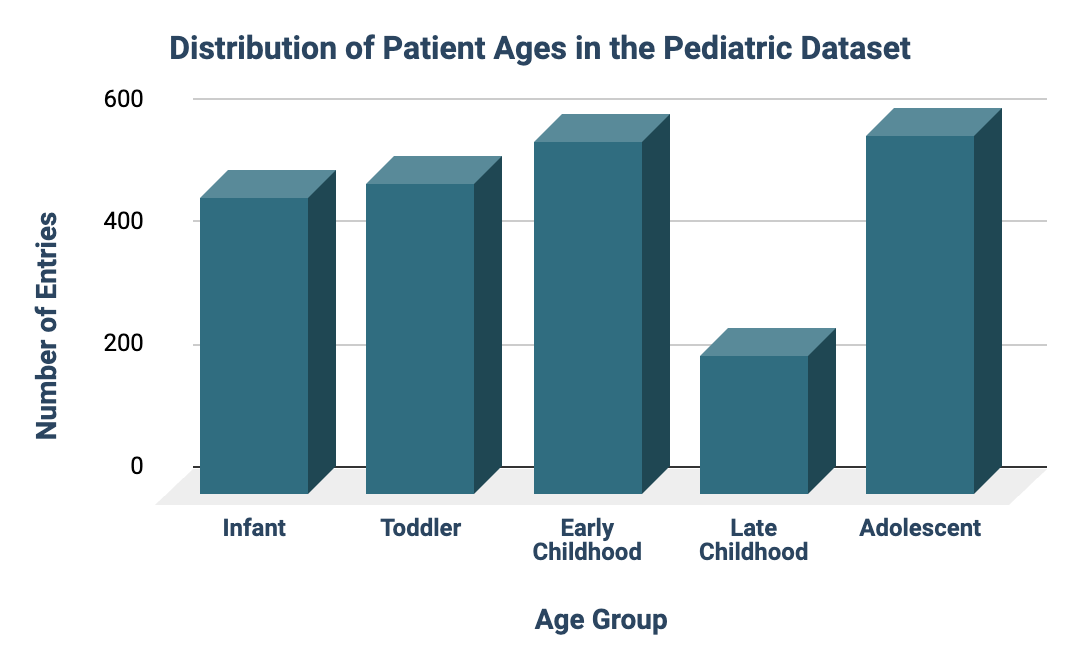 Distribution of Patient Ages in the Pediatric Dataset
600
400
200
0
Number of Entries
Infant
Toddler
Early
Childhood
Late
Childhood
Adolescent
Age Group